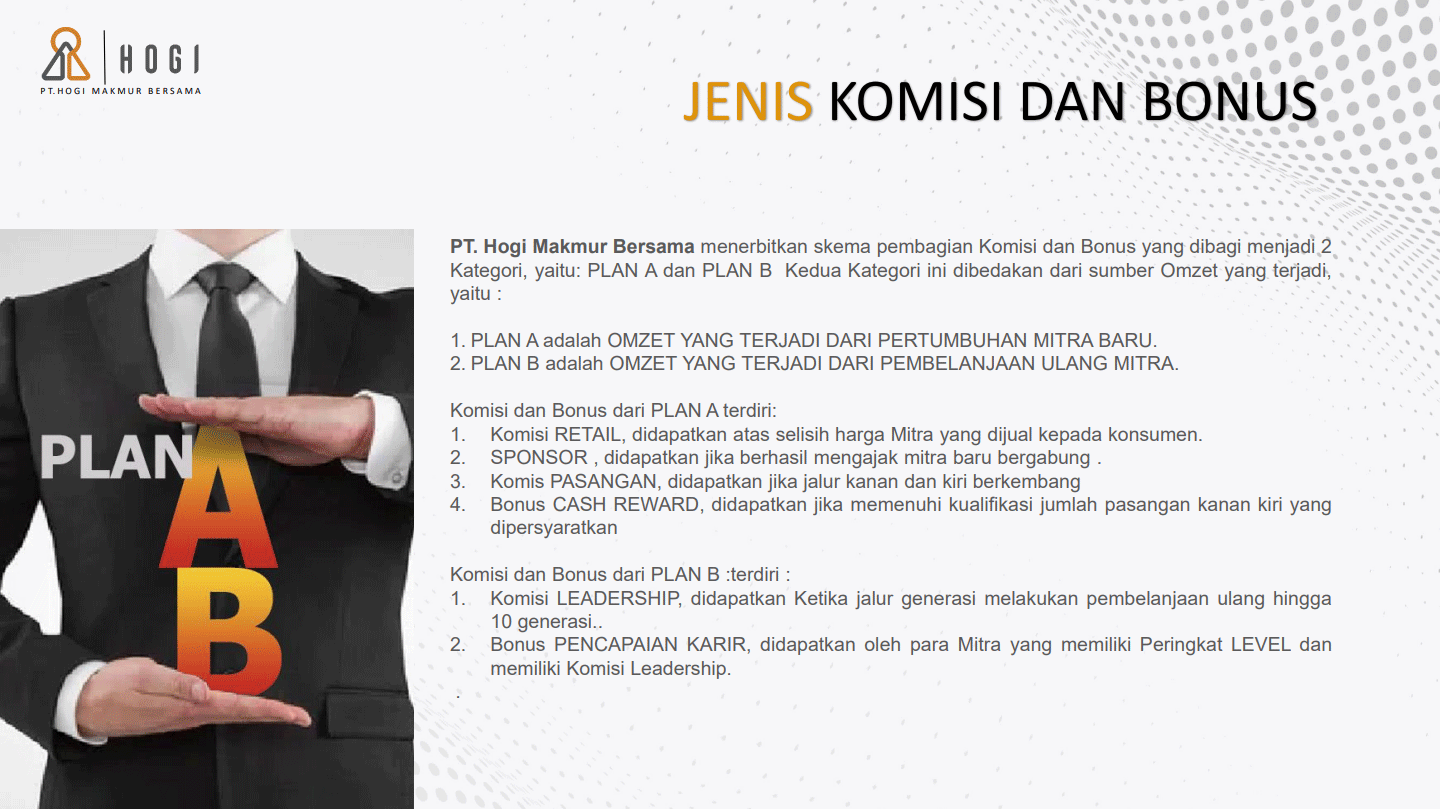 HOGI
PT.HOGI MAKMUR BERSAMA
JENIS KOMISI DAN BONUS
PLAN
A
B
PT. Hogi Makmur Bersama menerbitkan skema pembagian Komisi dan Bonus yang dibagi menjadi 2
Kategori, yaitu: PLAN A dan PLAN B  Kedua Kategori ini dibedakan dari sumber Omzet yang terjadi,
yaitu :
1. PLAN A adalah OMZET YANG TERJADI DARI PERTUMBUHAN MITRA BARU.
2. PLAN B adalah OMZET YANG TERJADI DARI PEMBELANJAAN ULANG MITRA.
Komisi dan Bonus dari PLAN A terdiri:
1. Komisi RETAIL, didapatkan atas selisih harga Mitra yang dijual kepada konsumen.
2. SPONSOR , didapatkan jika berhasil mengajak mitra baru bergabung .
3. Komis PASANGAN, didapatkan jika jalur kanan dan kiri berkembang
4. Bonus CASH REWARD, didapatkan jika memenuhi kualifikasi jumlah pasangan kanan kiri yang
dipersyaratkan
Komisi dan Bonus dari PLAN B :terdiri :
1. Komisi LEADERSHIP, didapatkan Ketika jalur generasi melakukan pembelanjaan ulang hingga
10 generasi..
2. Bonus PENCAPAIAN KARIR, didapatkan oleh para Mitra yang memiliki Peringkat LEVEL dan
memiliki Komisi Leadership.
.